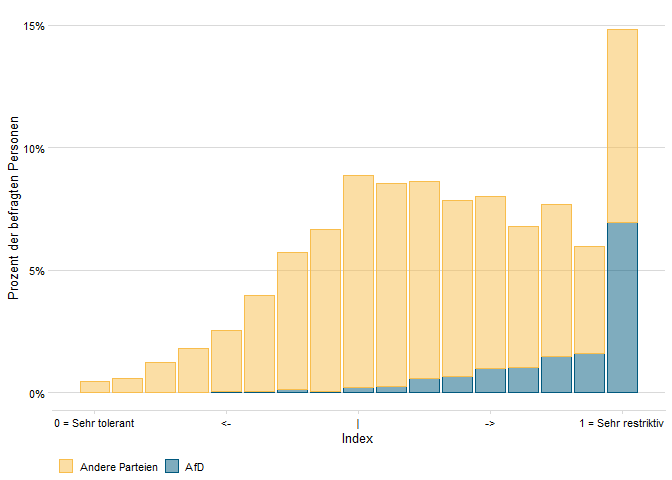 15%
10%
5%
0%
Prozent der befragten Personen
0 = Sehr tolerant
<-
|
->
1 = Sehr restriktiv
Index
Andere Parteien
AfD